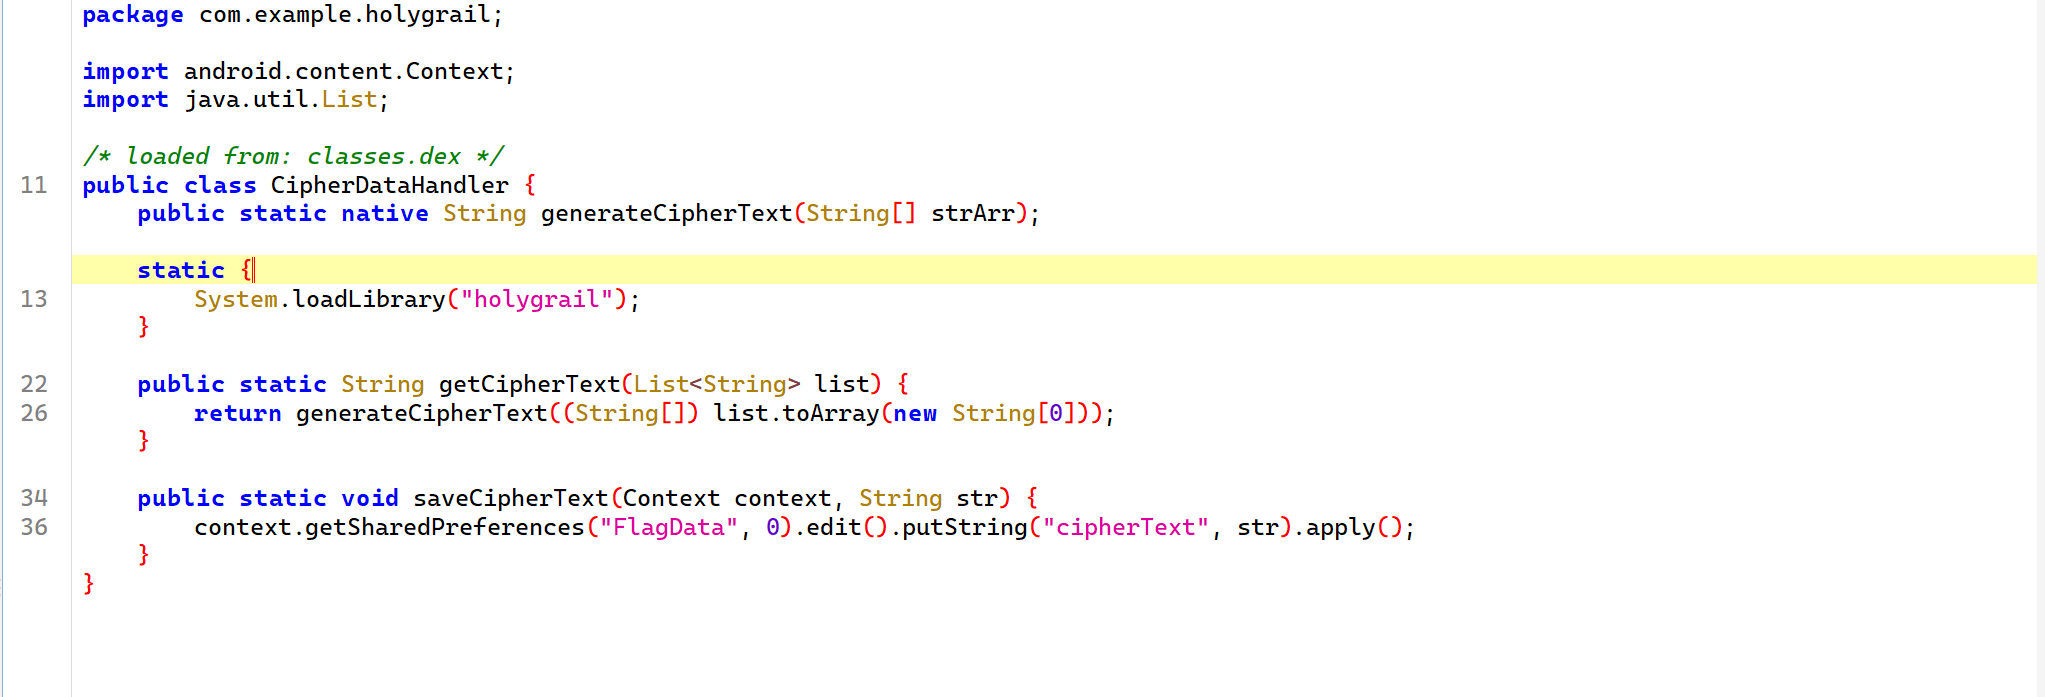 package com.example.holygrail;
import android.content.Context;
import java.util.List;
/* loaded from: classes.dex */
11 public class CipherDataHandler {
public static native String generateCipherText(String[] strArr);
static {
13 System.loadLibrary("holygrail");
}
22 public static String getCipherText(List<String> list) {
26 return generateCipherText((String[]) list.toArray(new String[0]));
}
34 public static void saveCipherText(Context context, String str) {
36 context.getSharedPreferences("FlagData", 0).edit().putString("cipherText", str).apply();
}
}